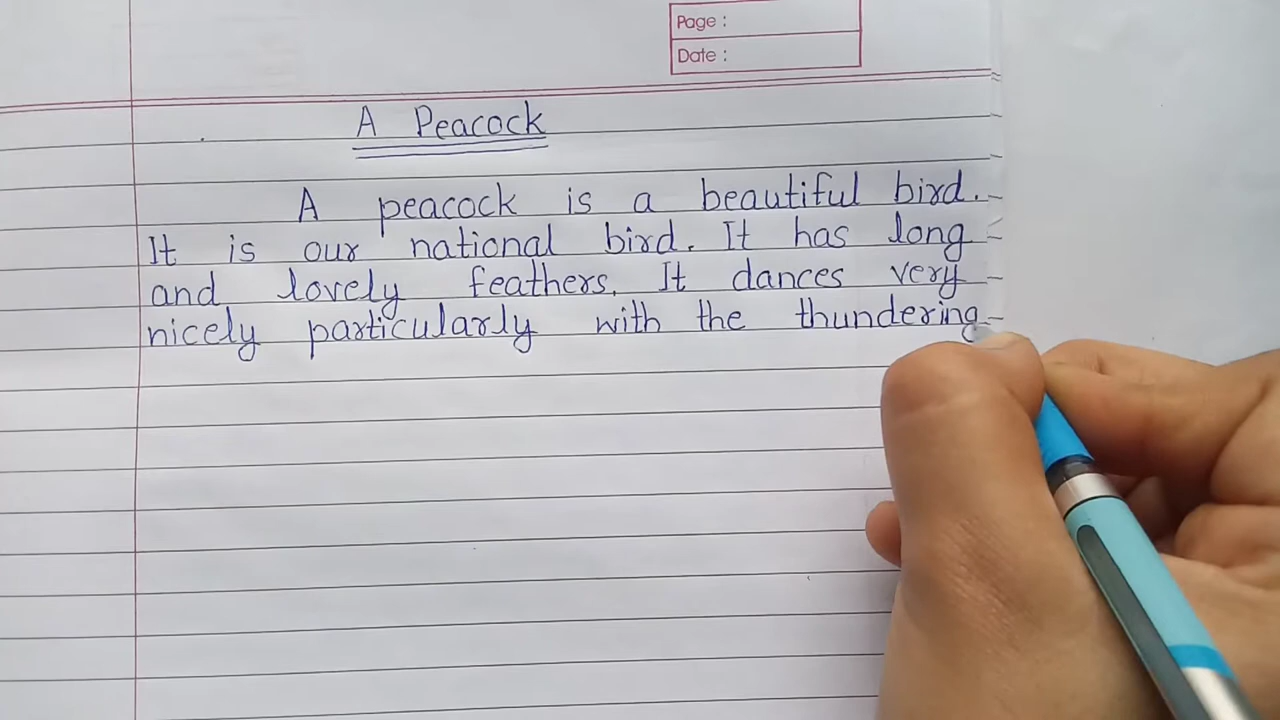 Page :
Date :
A Peacock
A peacock is a beautiful bird.
It is our national bird. It has long
and lovely feathers. It dances very
nicely particularly with the thundering